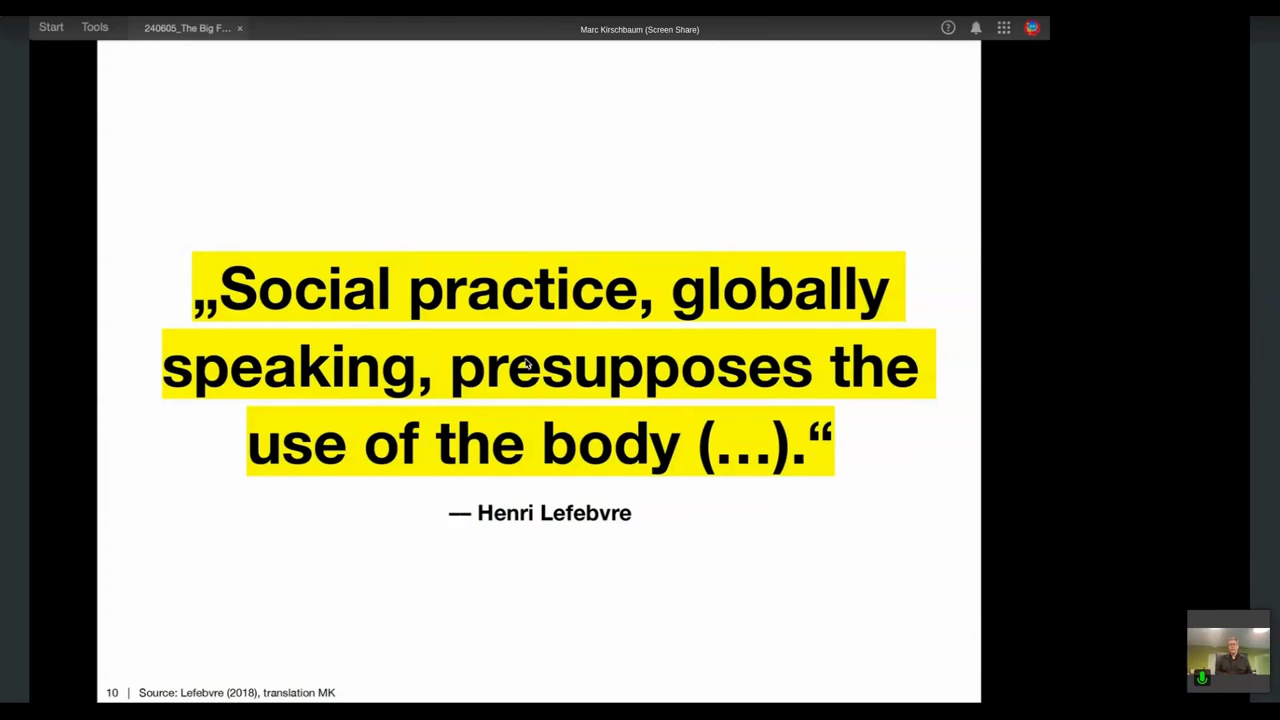 Start Tools 240605_The Big F... × Marc Kirschbaum (Screen Share)
„Social practice, globally
speaking, presupposes the
use of the body (…).“
— Henri Lefebvre
10 | Source: Lefebvre (2018), translation MK